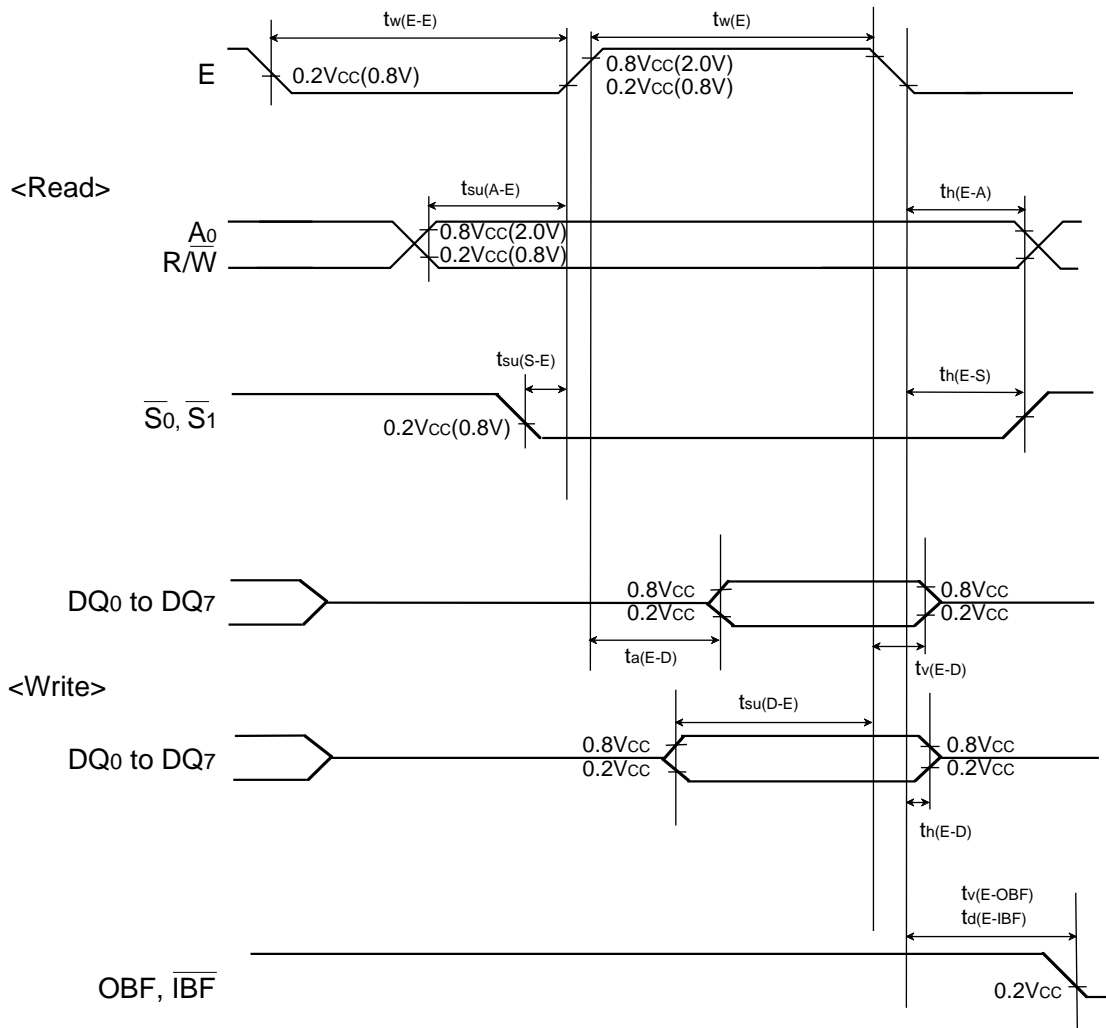 tw(E-E)
tw(E)
E
0.2VCC(0.8V)
0.8VCC(2.0V)
0.2VCC(0.8V)
<Read>
tsu(A-E)
th(E-A)
A0
R/W̅
0.8VCC(2.0V)
0.2VCC(0.8V)
tsu(S-E)
th(E-S)
S̅0, S̅1
0.2VCC(0.8V)
DQ0 to DQ7
0.8VCC
0.2VCC
0.8VCC
0.2VCC
ta(E-D)
tv(E-D)
<Write>
tsu(D-E)
DQ0 to DQ7
0.8VCC
0.2VCC
0.8VCC
0.2VCC
th(E-D)
tv(E-OBF)
td(E-IBF)
OBF, I̅B̅F̅
0.2VCC